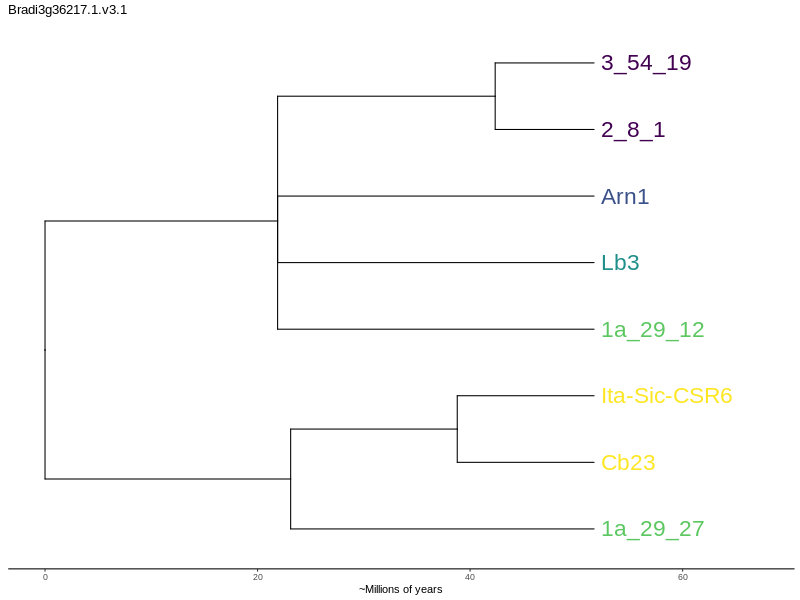 Bradi3g36217.1.v3.1
3_54_19
2_8_1
Arn1
Lb3
1a_29_12
Ita-Sic-CSR6
Cb23
1a_29_27
0 20 40 60
~Millions of years